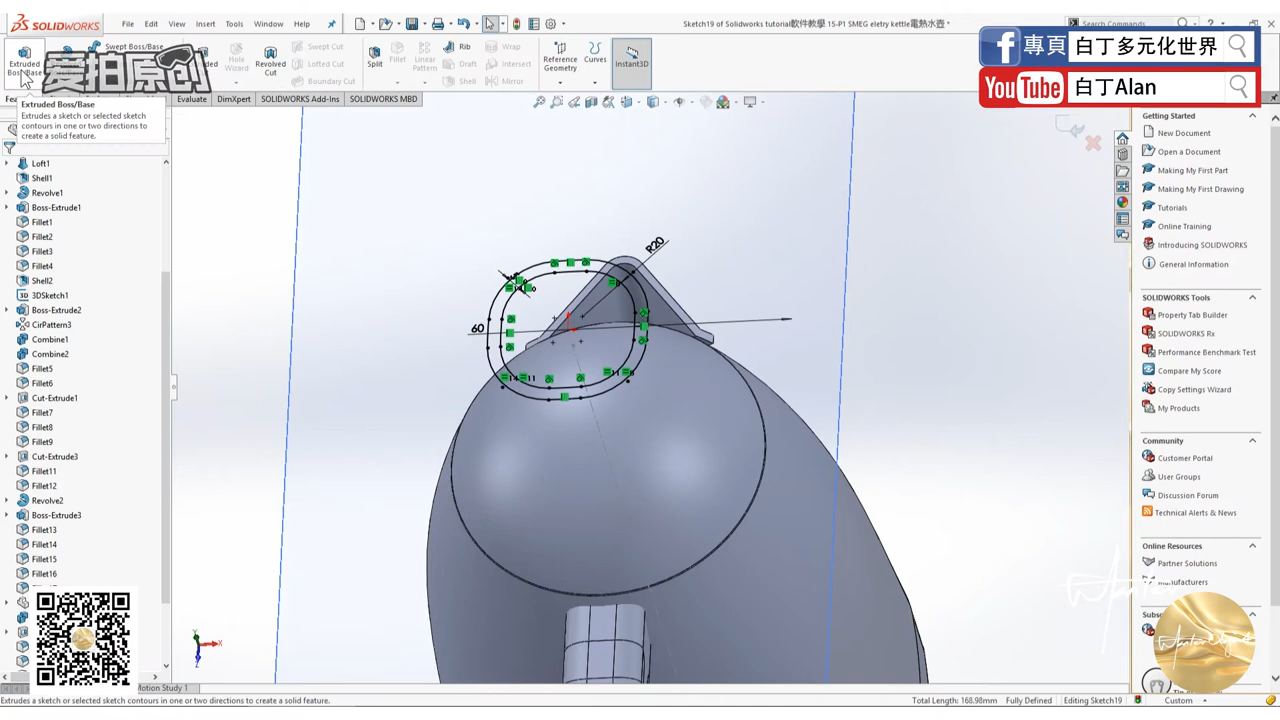 SOLIDWORKS
File Edit View Insert Tools Window Help
Sketch19 of Solidworks tutorial軟件教學 15-P1 SMEG eletry kettle電熱水壺 *
Search Commands
專頁 白丁多元化世界
YouTube 白丁Alan
爱拍原创
Extruded Boss/Base
Swept Boss/Base
Hole Wizard
Revolved Cut
Swept Cut
Lofted Cut
Boundary Cut
Split
Fillet
Linear Pattern
Rib
Draft
Shell
Wrap
Intersect
Mirror
Reference Geometry
Curves
Instant3D
Evaluate DimXpert SOLIDWORKS Add-Ins SOLIDWORKS MBD
Extruded Boss/Base
Extrudes a sketch or selected sketch
contours in one or two directions to
create a solid feature.
Loft1
Shell1
Revolve1
Boss-Extrude1
Fillet1
Fillet2
Fillet3
Fillet4
Shell2
3DSketch1
Boss-Extrude2
CirPattern3
Combine1
Combine2
Fillet5
Fillet6
Cut-Extrude1
Fillet7
Fillet8
Fillet9
Cut-Extrude3
Fillet11
Fillet12
Revolve2
Boss-Extrude3
Fillet13
Fillet14
Fillet15
Fillet16
R20
60
Getting Started
New Document
Open a Document
Making My First Part
Making My First Drawing
Tutorials
Online Training
Introducing SOLIDWORKS
General Information
SOLIDWORKS Tools
Property Tab Builder
SOLIDWORKS Rx
Performance Benchmark Test
Compare My Score
Copy Settings Wizard
My Products
Community
Customer Portal
User Groups
Discussion Forum
Technical Alerts & News
Online Resources
Partner Solutions
Manufacturers
Motion Study 1
Extrudes a sketch or selected sketch contours in one or two directions to create a solid feature.
Total Length: 168.98mm Fully Defined Editing Sketch19 Custom